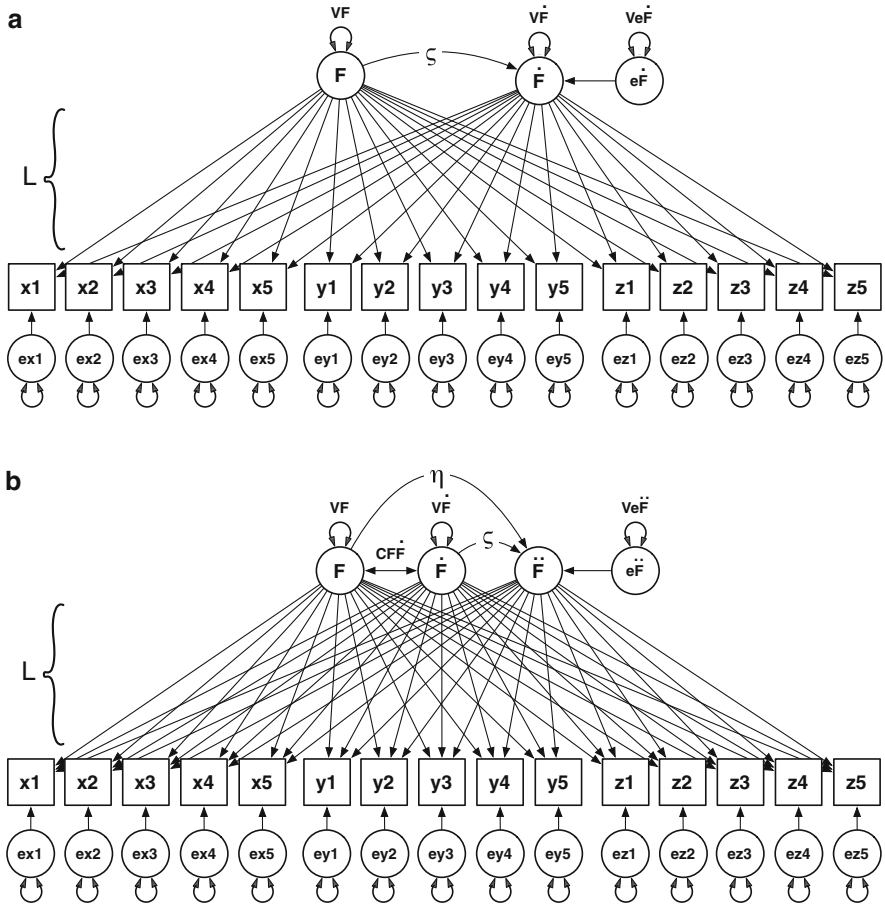 a
VF VḞ VeḞ
ς
F Ḟ eḞ
L
x1 x2 x3 x4 x5 y1 y2 y3 y4 y5 z1 z2 z3 z4 z5
ex1 ex2 ex3 ex4 ex5 ey1 ey2 ey3 ey4 ey5 ez1 ez2 ez3 ez4 ez5
b
η
VF VḞ VeF̈
CFḞ ς
F Ḟ F̈ eF̈
L
x1 x2 x3 x4 x5 y1 y2 y3 y4 y5 z1 z2 z3 z4 z5
ex1 ex2 ex3 ex4 ex5 ey1 ey2 ey3 ey4 ey5 ez1 ez2 ez3 ez4 ez5